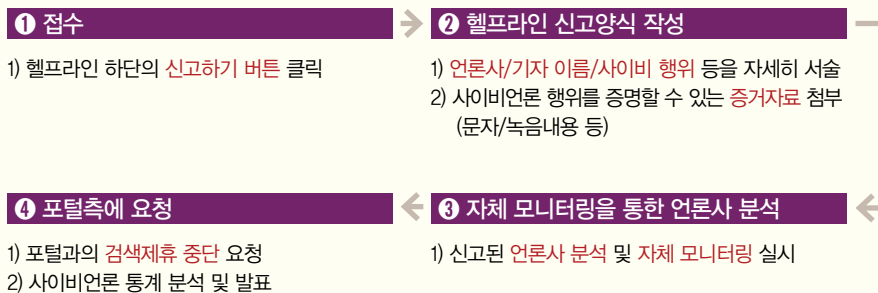 ❶ 접수
1) 헬프라인 하단의 신고하기 버튼 클릭
❷ 헬프라인 신고양식 작성
1) 언론사/기자 이름/사이비 행위 등을 자세히 서술
2) 사이비언론 행위를 증명할 수 있는 증거자료 첨부
(문자/녹음내용 등)
❸ 자체 모니터링을 통한 언론사 분석
1) 신고된 언론사 분석 및 자체 모니터링 실시
❹ 포털측에 요청
1) 포털과의 검색제휴 중단 요청
2) 사이비언론 통계 분석 및 발표